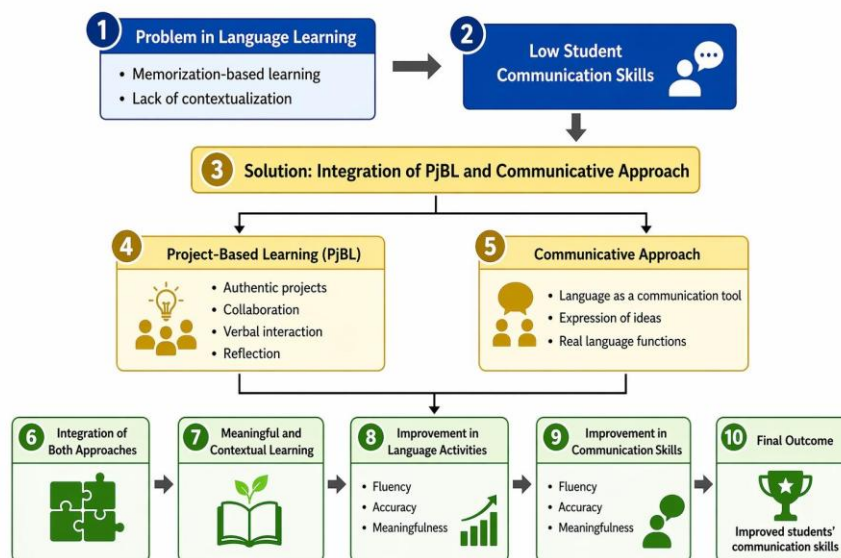 1
Problem in Language Learning
• Memorization-based learning
• Lack of contextualization
2
Low Student
Communication Skills
3
Solution: Integration of PjBL and Communicative Approach
4
Project-Based Learning (PjBL)
• Authentic projects
• Collaboration
• Verbal interaction
• Reflection
5
Communicative Approach
• Language as a communication tool
• Expression of ideas
• Real language functions
6
Integration of
Both Approaches
7
Meaningful and
Contextual Learning
8
Improvement in
Language Activities
• Fluency
• Accuracy
• Meaningfulness
9
Improvement in
Communication Skills
• Fluency
• Accuracy
• Meaningfulness
10
Final Outcome
Improved students'
communication skills